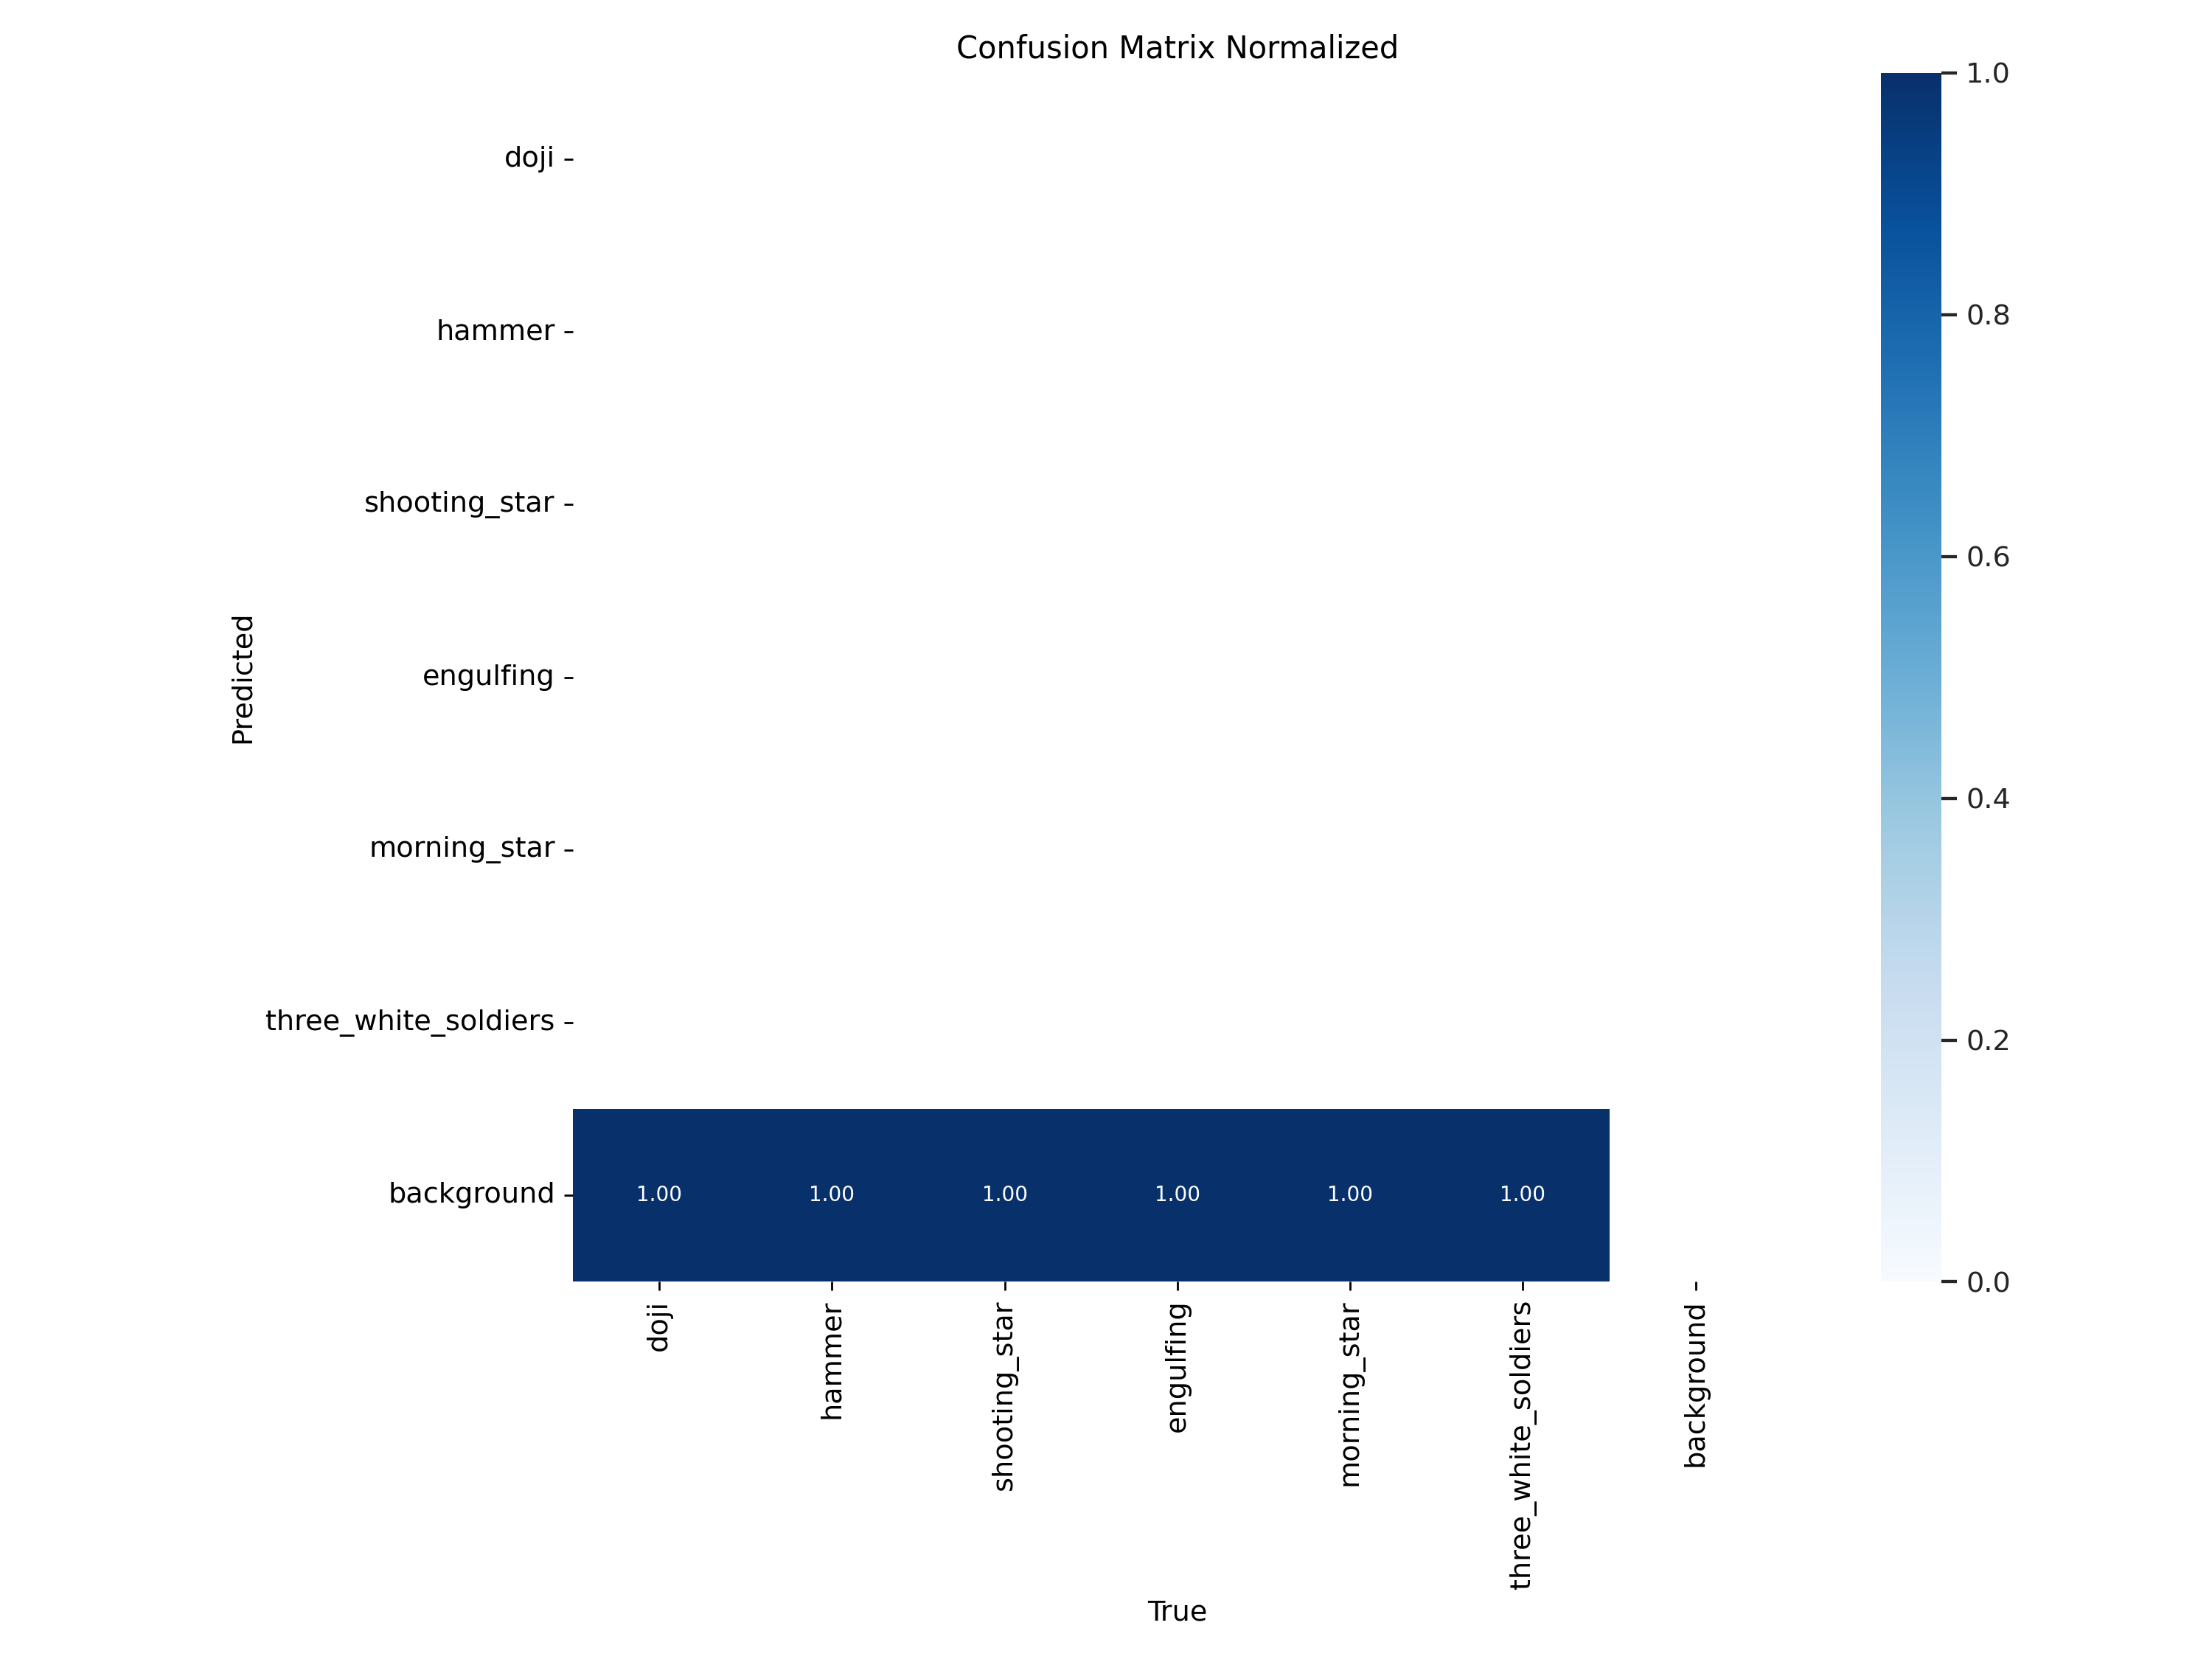 Confusion Matrix Normalized
1.0
doji
hammer
0.8
shooting_star
0.6
Predicted
engulfing
0.4
morning_star
three_white_soldiers
0.2
background
1.00 1.00 1.00 1.00 1.00 1.00
0.0
doji
hammer
shooting_star
engulfing
morning_star
three_white_soldiers
background
True